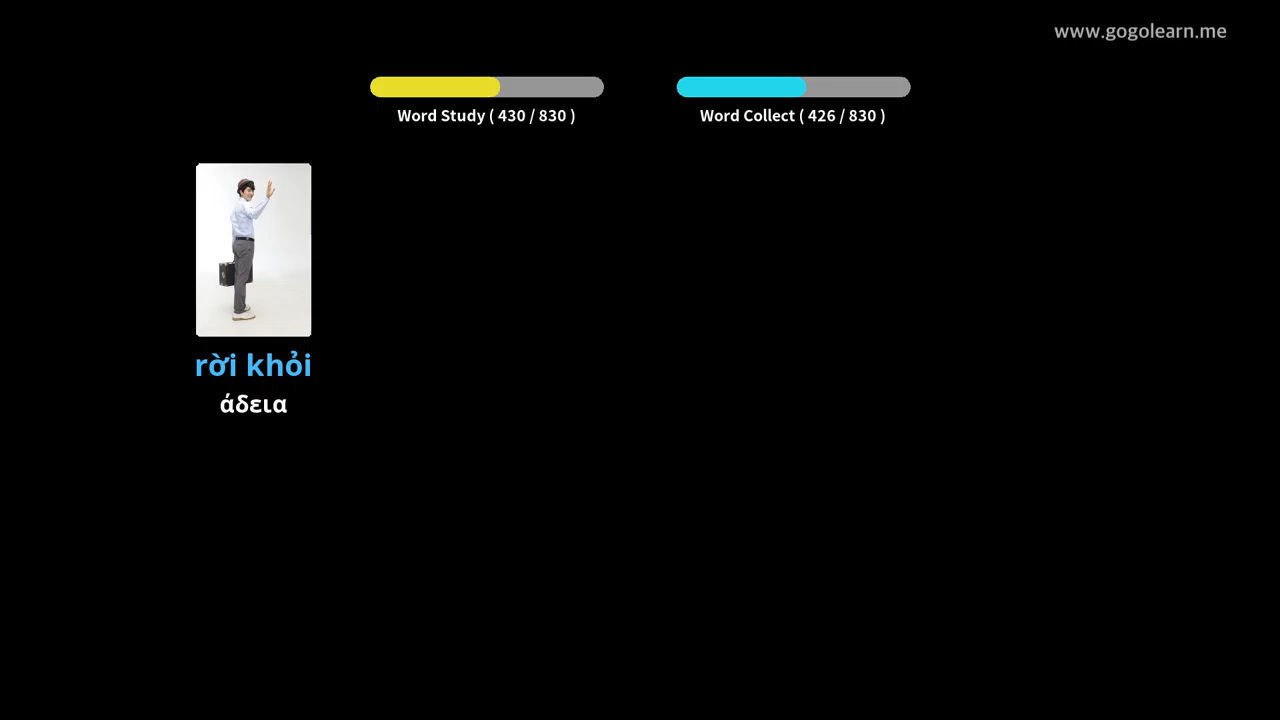 www.gogolearn.me
Word Study ( 430 / 830 )
Word Collect ( 426 / 830 )
rời khỏi
άδεια